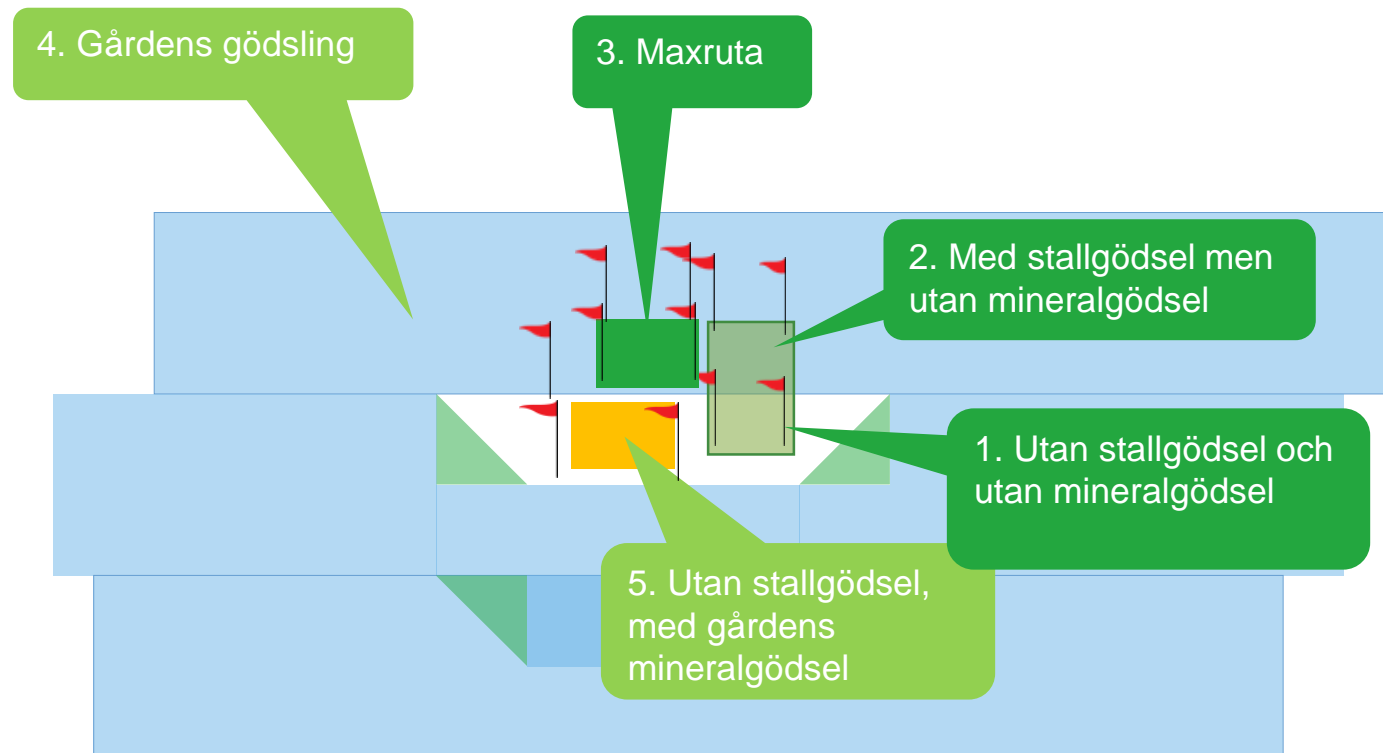 4. Gårdens gödsling
3. Maxruta
2. Med stallgödsel men
utan mineralgödsel
1. Utan stallgödsel och
utan mineralgödsel
5. Utan stallgödsel,
med gårdens
mineralgödsel